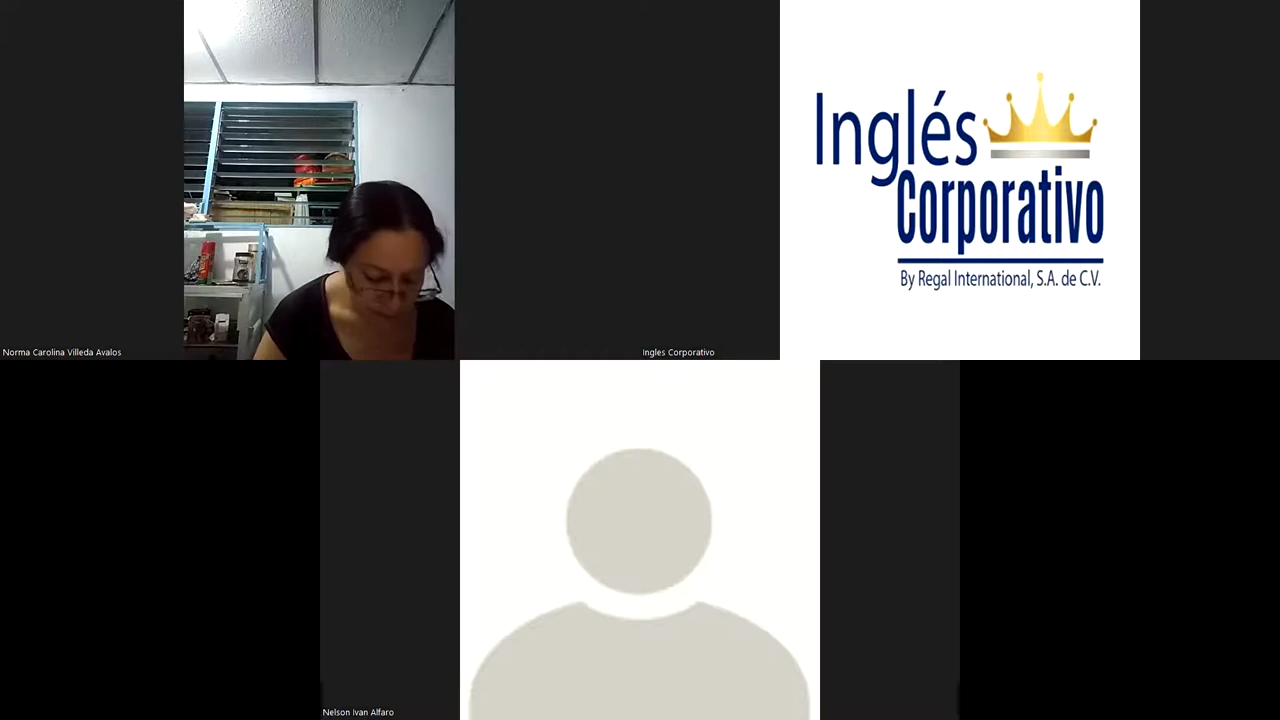 Inglés
Corporativo
By Regal International, S.A. de C.V.
Norma Carolina Villeda Avalos
Ingles Corporativo
Nelson Ivan Alfaro